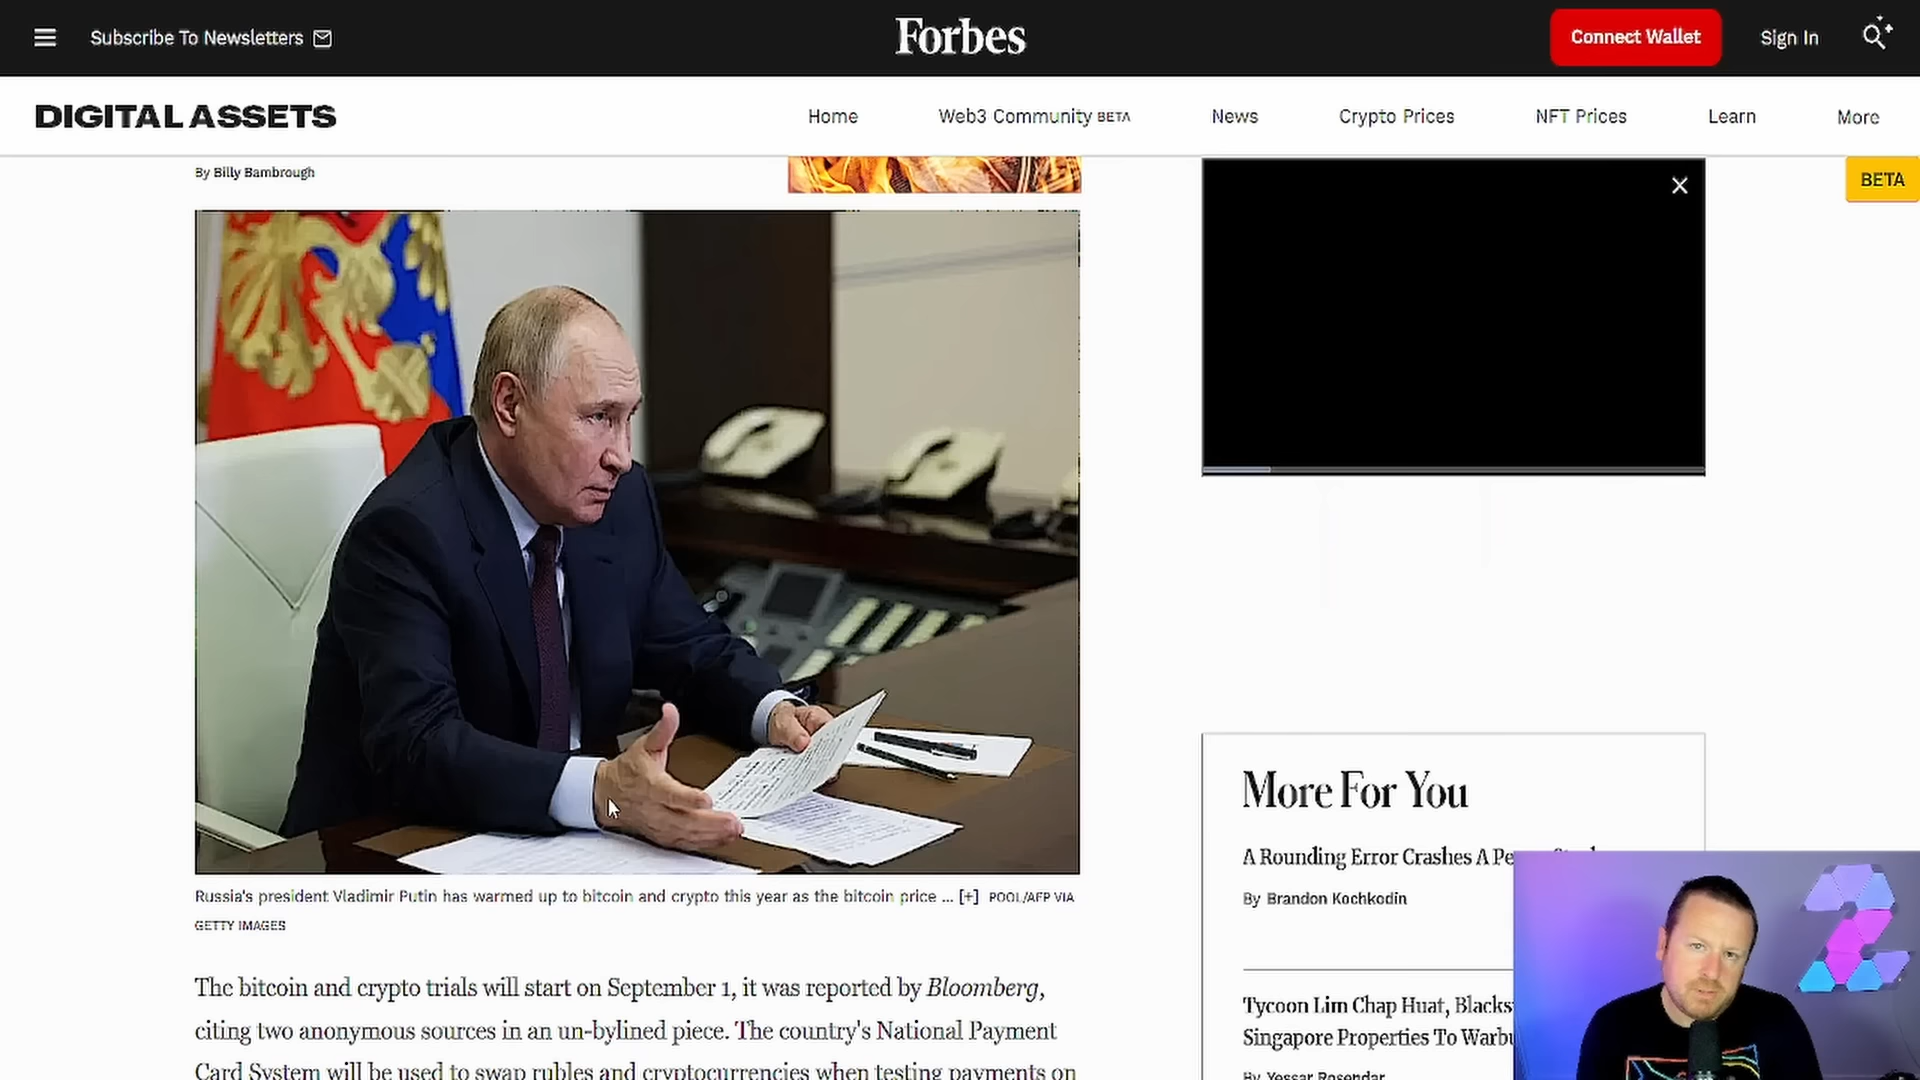 Subscribe To Newsletters
Forbes
Connect Wallet
Sign In
DIGITAL ASSETS
Home
Web3 Community BETA
News
Crypto Prices
NFT Prices
Learn
More
By Billy Bambrough
BETA
Russia's president Vladimir Putin has warmed up to bitcoin and crypto this year as the bitcoin price ... [+] POOL/AFP VIA
GETTY IMAGES
The bitcoin and crypto trials will start on September 1, it was reported by Bloomberg,
citing two anonymous sources in an un-bylined piece. The country's National Payment
Card System will be used to swap rubles and cryptocurrencies when testing payments on
More For You
A Rounding Error Crashes A
By Brandon Kochkodin
Tycoon Lim Chap Huat,
Singapore Properties To
By Yessar Rosendar